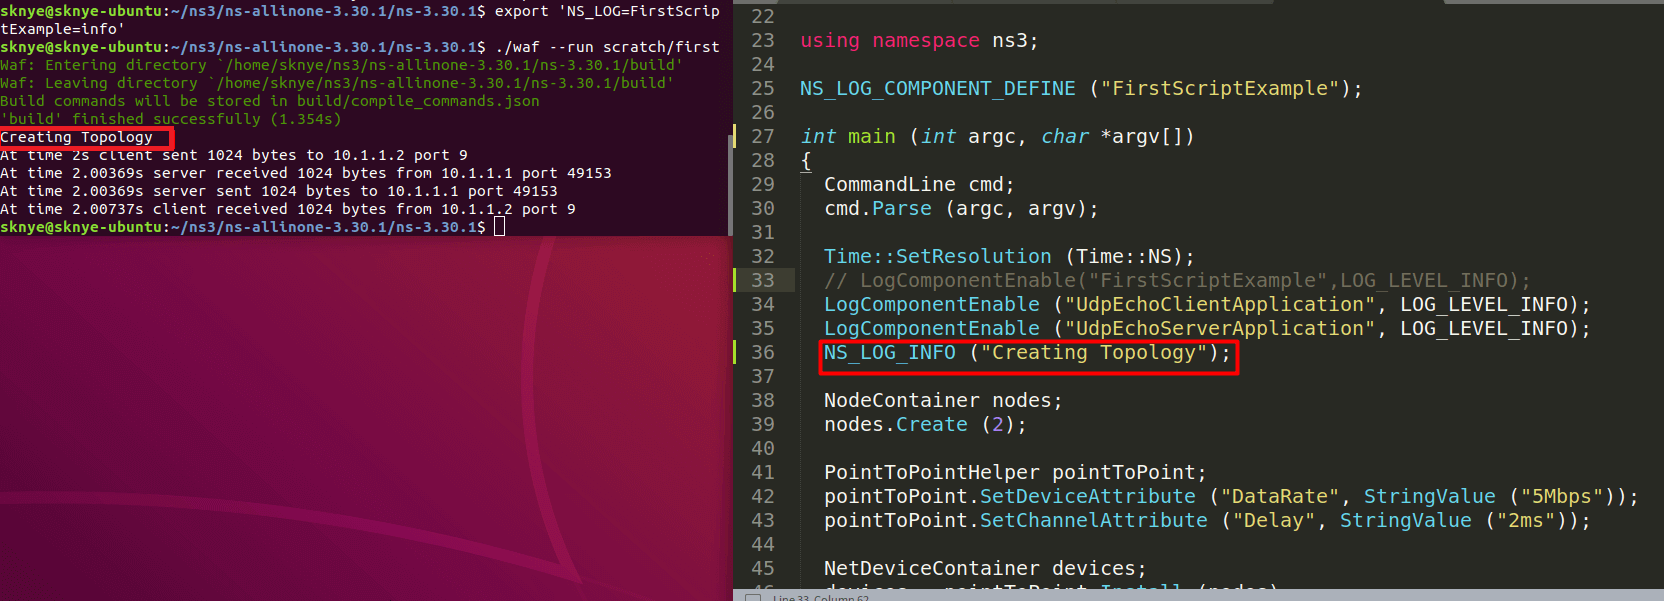 sknye@sknye-ubuntu:~/ns3/ns-allinone-3.30.1/ns-3.30.1$ export 'NS_LOG=FirstScrip
tExample=info'
sknye@sknye-ubuntu:~/ns3/ns-allinone-3.30.1/ns-3.30.1$ ./waf --run scratch/first
Waf: Entering directory `/home/sknye/ns3/ns-allinone-3.30.1/ns-3.30.1/build'
Waf: Leaving directory `/home/sknye/ns3/ns-allinone-3.30.1/ns-3.30.1/build'
Build commands will be stored in build/compile_commands.json
'build' finished successfully (1.354s)
Creating Topology
At time 2s client sent 1024 bytes to 10.1.1.2 port 9
At time 2.00369s server received 1024 bytes from 10.1.1.1 port 49153
At time 2.00369s server sent 1024 bytes to 10.1.1.1 port 49153
At time 2.00737s client received 1024 bytes from 10.1.1.2 port 9
sknye@sknye-ubuntu:~/ns3/ns-allinone-3.30.1/ns-3.30.1$
22
23 using namespace ns3;
24
25 NS_LOG_COMPONENT_DEFINE ("FirstScriptExample");
26
27 int main (int argc, char *argv[])
28 {
29 CommandLine cmd;
30 cmd.Parse (argc, argv);
31
32 Time::SetResolution (Time::NS);
33 // LogComponentEnable("FirstScriptExample",LOG_LEVEL_INFO);
34 LogComponentEnable ("UdpEchoClientApplication", LOG_LEVEL_INFO);
35 LogComponentEnable ("UdpEchoServerApplication", LOG_LEVEL_INFO);
36 NS_LOG_INFO ("Creating Topology");
37
38 NodeContainer nodes;
39 nodes.Create (2);
40
41 PointToPointHelper pointToPoint;
42 pointToPoint.SetDeviceAttribute ("DataRate", StringValue ("5Mbps"));
43 pointToPoint.SetChannelAttribute ("Delay", StringValue ("2ms"));
44
45 NetDeviceContainer devices;
46 devices = pointToPoint.Install (nodes)
Line 33, Column 62